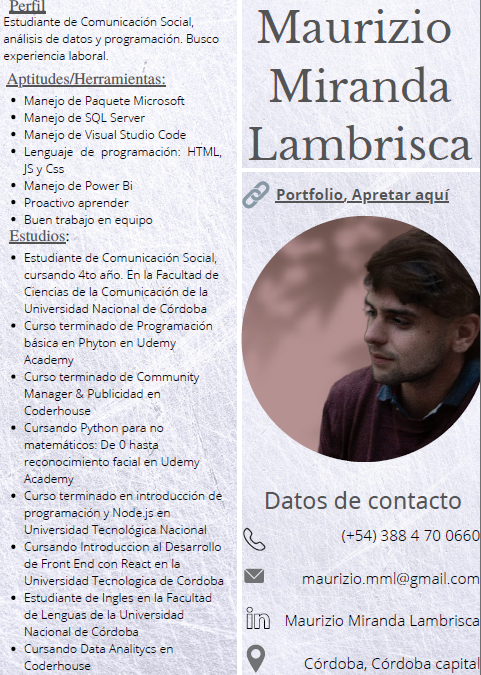 Perfil
Estudiante de Comunicación Social,
análisis de datos y programación. Busco
experiencia laboral.
Aptitudes/Herramientas:
Manejo de Paquete Microsoft
Manejo de SQL Server
Manejo de Visual Studio Code
Lenguaje de programación: HTML,
JS y Css
Manejo de Power Bi
Proactivo aprender
Buen trabajo en equipo
Estudios:
Estudiante de Comunicación Social,
cursando 4to año. En la Facultad de
Ciencias de la Comunicación de la
Universidad Nacional de Córdoba
Curso terminado de Programación
básica en Phyton en Udemy
Academy
Curso terminado de Community
Manager & Publicidad en
Coderhouse
Cursando Python para no
matemáticos: De 0 hasta
reconocimiento facial en Udemy
Academy
Curso terminado en introducción de
programación y Node.js en
Universidad Tecnológica Nacional
Cursando Introduccion al Desarrollo
de Front End con React en la
Universidad Tecnologica de Cordoba
Estudiante de Ingles en la Facultad
de Lenguas de la Universidad
Nacional de Córdoba
Cursando Data Analitycs en
Coderhouse
Maurizio
Miranda
Lambrisca
Portfolio, Apretar aquí
Datos de contacto
(+54) 388 4 70 0660
maurizio.mml@gmail.com
in Maurizio Miranda Lambrisca
Córdoba, Córdoba capital